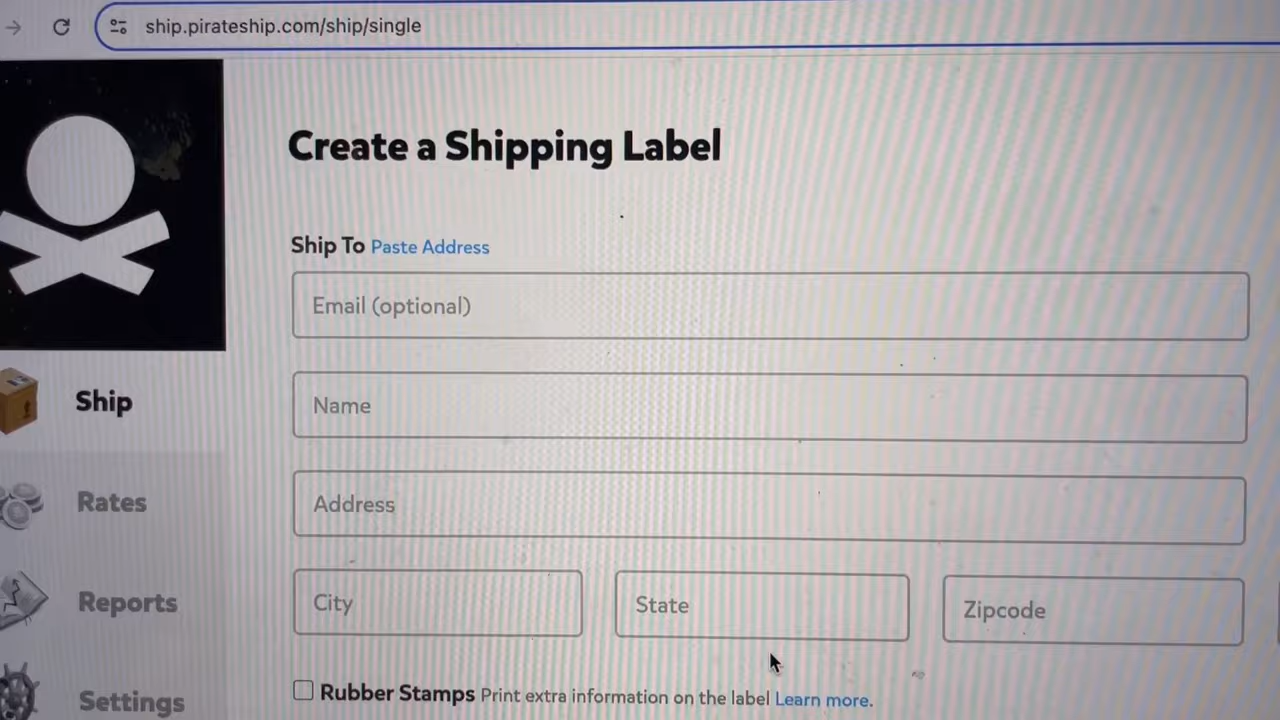 ship.pirateship.com/ship/single
Create a Shipping Label
Ship To Paste Address
Email (optional)
Name
Address
City State Zipcode
Rubber Stamps Print extra information on the label Learn more.
Ship
Rates
Reports
Settings